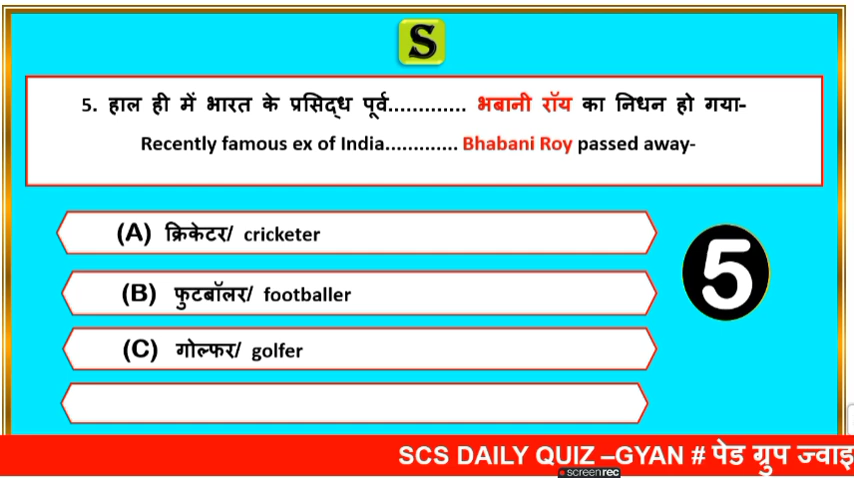 S
5. हाल ही में भारत के प्रसिद्ध पूर्व............. भबानी रॉय का निधन हो गया-
Recently famous ex of India............. Bhabani Roy passed away-
(A) क्रिकेटर/ cricketer
(B) फुटबॉलर/ footballer
(C) गोल्फर/ golfer
5
SCS DAILY QUIZ –GYAN # पेड ग्रुप ज्वाइ
screenrec